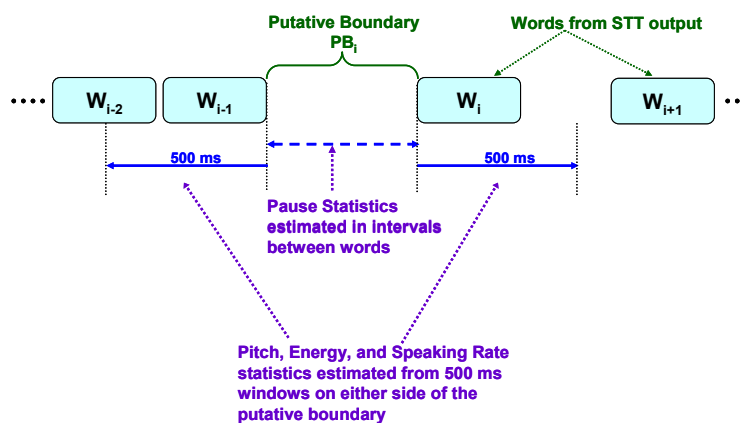 Putative Boundary
PBi
Words from STT output
.... Wi-2 Wi-1 Wi Wi+1 ..
500 ms 500 ms
Pause Statistics
estimated in intervals
between words
Pitch, Energy, and Speaking Rate
statistics estimated from 500 ms
windows on either side of the
putative boundary